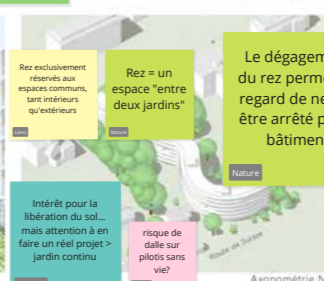 Rez exclusivement
réservés aux
espaces communs,
tant intérieurs
qu'extérieurs
Liens
Rez = un
espace "entre
deux jardins"
Nature
Le dégagem
du rez perme
regard de ne
être arrêté p
bâtimen
Nature
Intérêt pour la
libération du sol...
mais attention à en
faire un réel projet >
jardin continu
risque de
dalle sur
pilotis sans
vie?
Route de Suisse
Axonométrie N